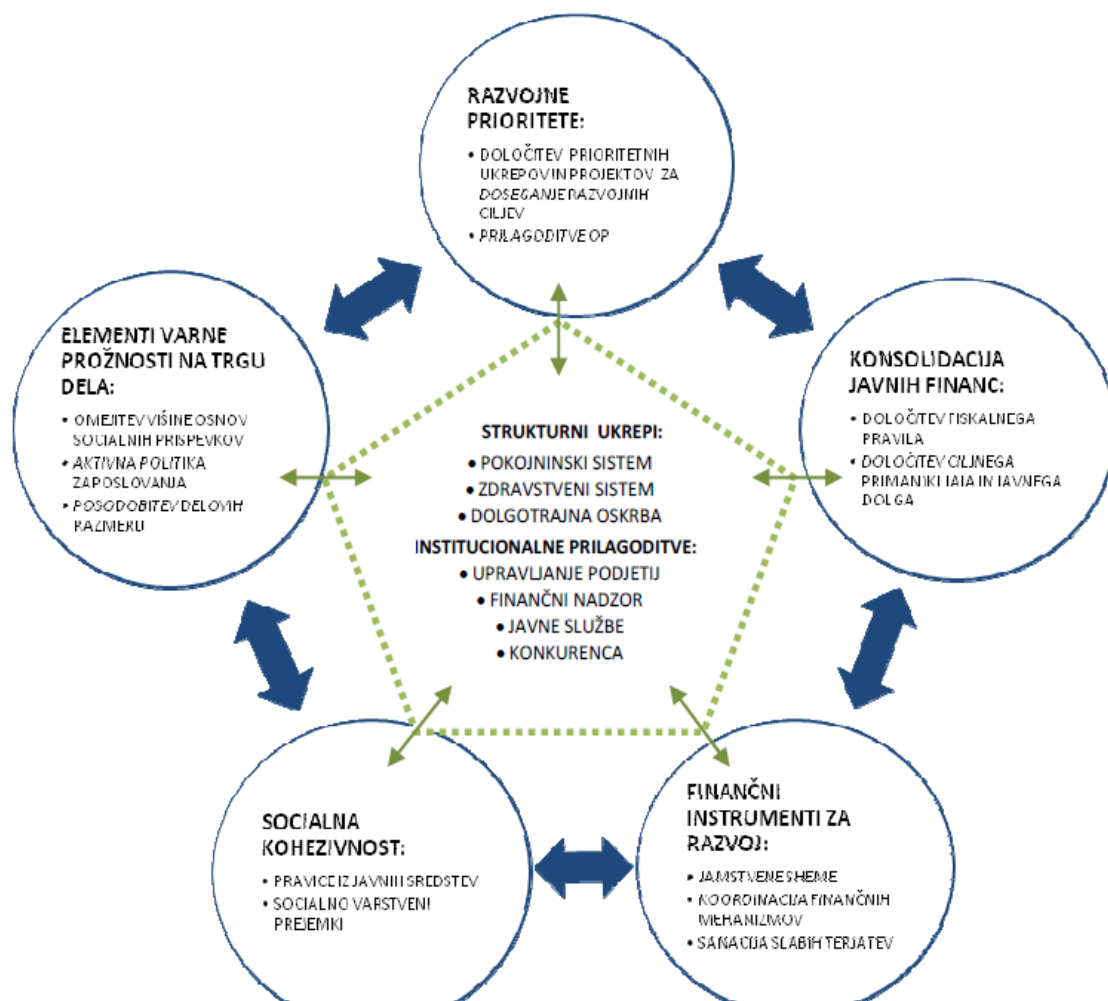 RAZVOJNE
PRIORITETE:
• DOLOČITEV PRIORITETNIH
UKREPOV IN PROJEKTOV ZA
DOSEGANJE RAZVOJNIH
CILJEV
• PRILAGODITVE OP
ELEMENTI VARNE
PROŽNOSTI NA TRGU
DELA:
• OMEJITEV VIŠINE OSNOV
SOCIALNIH PRISPEVKOV
• AKTIVNA POLITIKA
ZAPOSLOVANJA
• POSODOBITEV DELOVIH
RAZMERIJ
KONSOLIDACIJA
JAVNIH FINANC:
• DOLOČITEV FISKALNEGA
PRAVILA
• DOLOČITEV CILJNEGA
PRIMANJKLJAJA IN JAVNEGA
DOLGA
STRUKTURNI UKREPI:
• POKOJNINSKI SISTEM
• ZDRAVSTVENI SISTEM
• DOLGOTRAJNA OSKRBA
INSTITUCIONALNE PRILAGODITVE:
• UPRAVLJANJE PODJETIJ
• FINANČNI NADZOR
• JAVNE SLUŽBE
• KONKURENCA
SOCIALNA
KOHEZIVNOST:
• PRAVICE IZ JAVNIH SREDSTEV
• SOCIALNO VARSTVENI
PREJEMKI
FINANČNI
INSTRUMENTI ZA
RAZVOJ:
• JAMSTVENE SHEME
• KOORDINACIJA FINANČNIH
MEHANIZMOV
• SANACIJA SLABIH TERJATEV